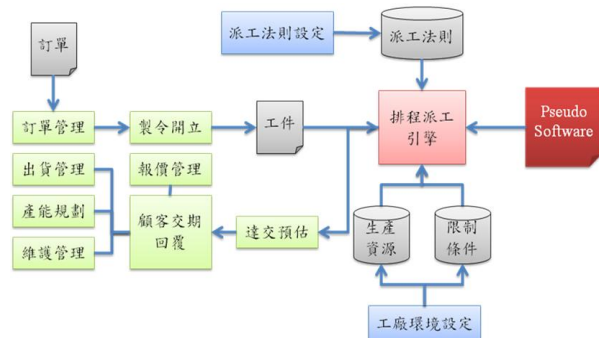 訂單
派工法則設定
派工法則
訂單管理
製令開立
工件
排程派工
引擎
Pseudo
Software
出貨管理
報價管理
產能規劃
顧客交期
回覆
達交預估
生產
資源
限制
條件
維護管理
工廠環境設定